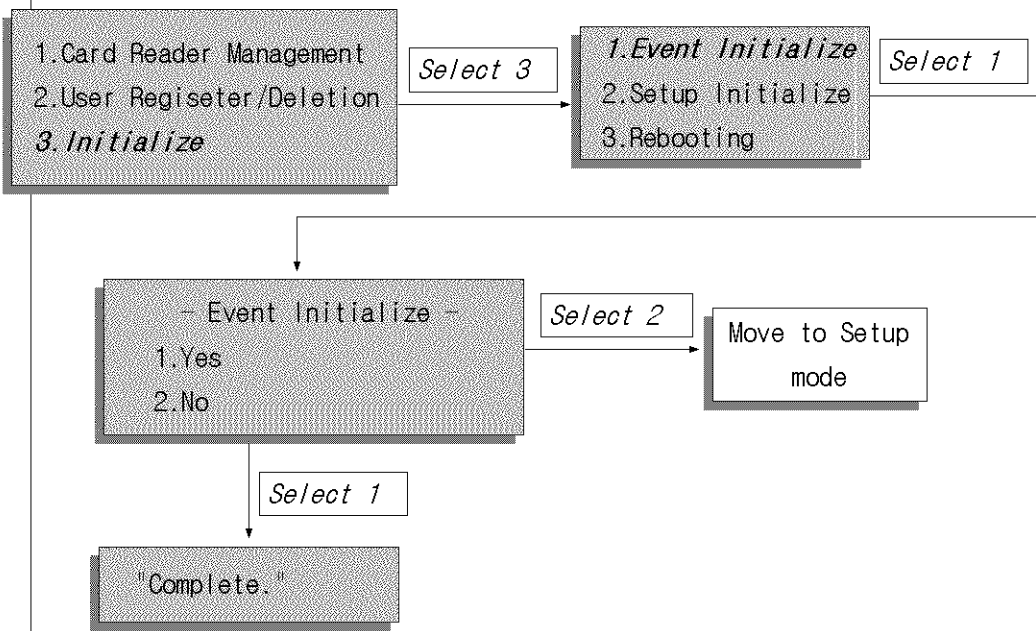 1.Card Reader Management
2.User Regiseter/Deletion
3.Initialize
Select 3
1.Event Initialize
2.Setup Initialize
3.Rebooting
Select 1
- Event Initialize -
1.Yes
2.No
Select 2
Move to Setup
mode
Select 1
"Complete."